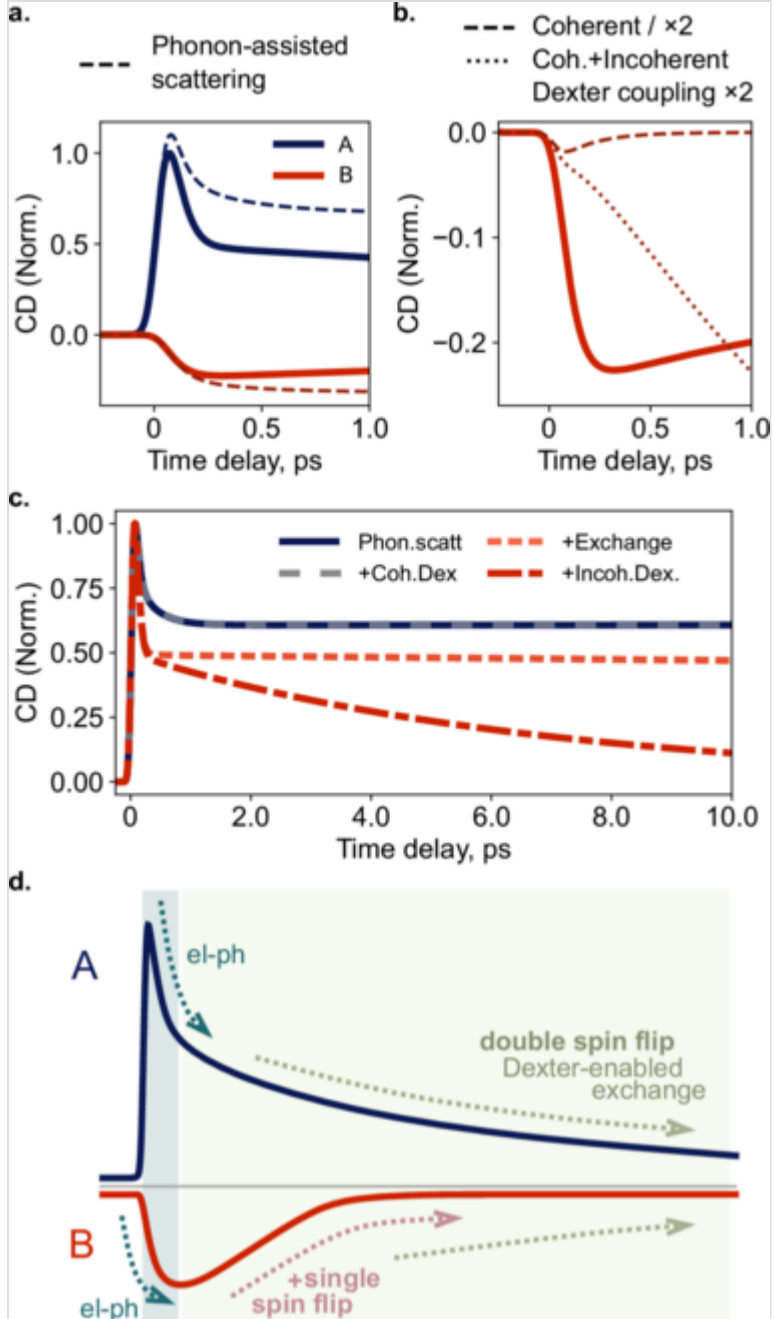 a.
Phonon-assisted
scattering
A
B
1.0
0.5
0.0
CD (Norm.)
0
0.5
1.0
Time delay, ps
b.
Coherent / ×2
Coh.+Incoherent
Dexter coupling ×2
0.0
−0.1
−0.2
CD (Norm.)
0
0.5
1.0
Time delay, ps
c.
Phon.scatt
+Exchange
+Coh.Dex
+Incoh.Dex.
1.00
0.75
0.50
0.25
0.00
CD (Norm.)
0
2.0
4.0
6.0
8.0
10.0
Time delay, ps
d.
A
el-ph
double spin flip
Dexter-enabled
exchange
B
+single
spin flip
el-ph